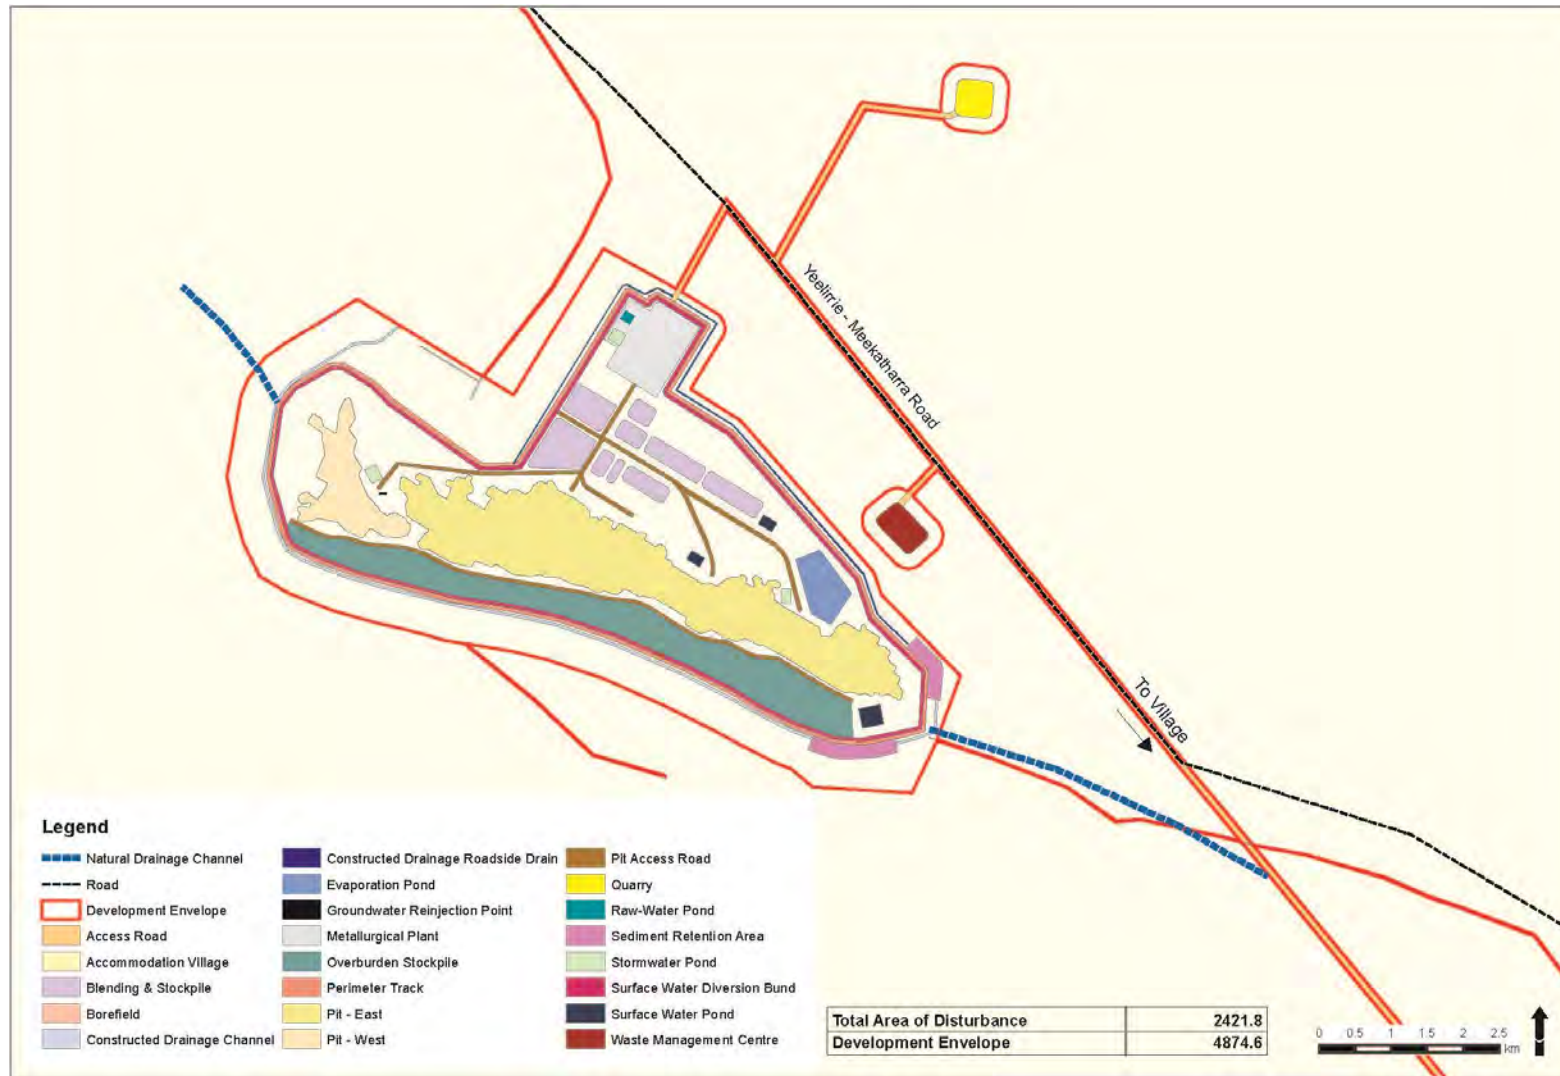 Yeelirrie - Meekatharra Road
To Village
Legend
Natural Drainage Channel
Road
Development Envelope
Access Road
Accommodation Village
Blending & Stockpile
Borefield
Constructed Drainage Channel
Constructed Drainage Roadside Drain
Evaporation Pond
Groundwater Reinjection Point
Metallurgical Plant
Overburden Stockpile
Perimeter Track
Pit - East
Pit - West
Pit Access Road
Quarry
Raw-Water Pond
Sediment Retention Area
Stormwater Pond
Surface Water Diversion Bund
Surface Water Pond
Waste Management Centre
Total Area of Disturbance 2421.8
Development Envelope 4874.6
0 0.5 1 1.5 2 2.5
km